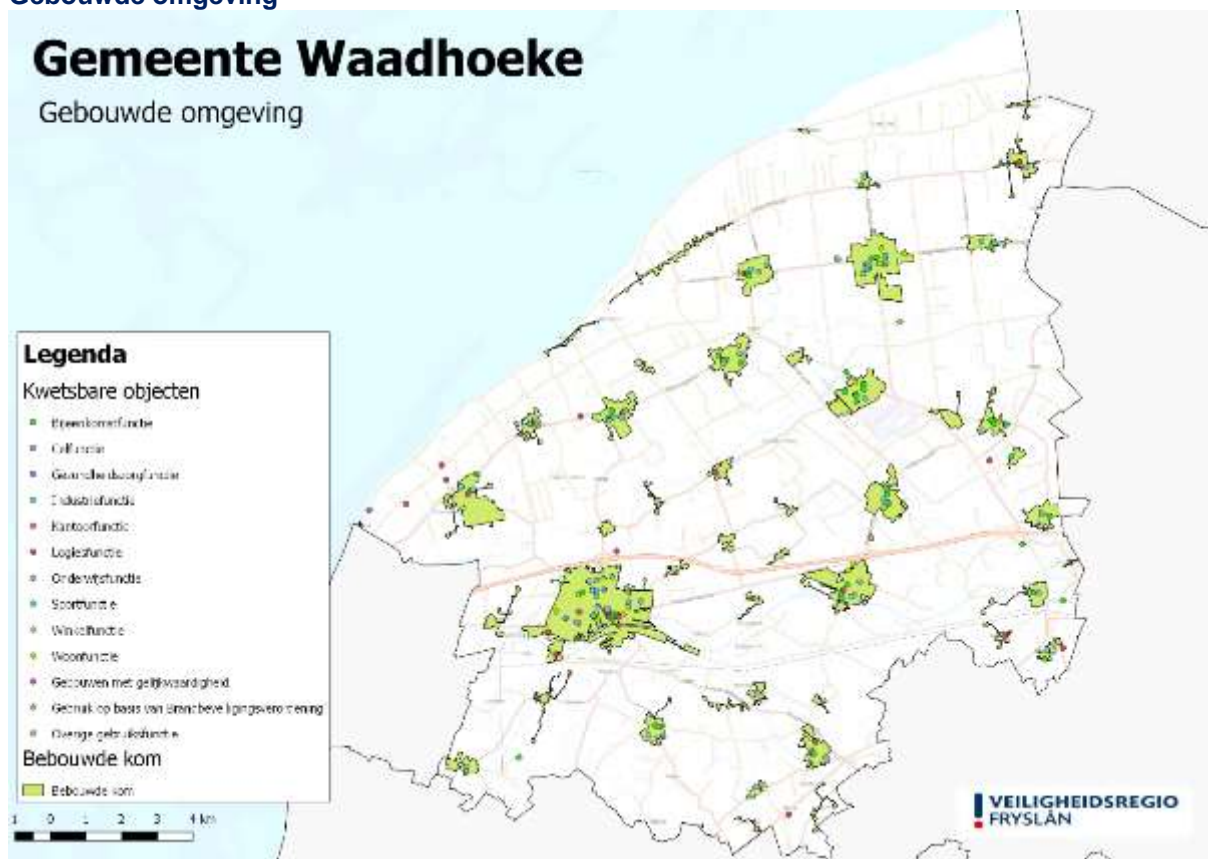 Gebouwde omgeving
Gemeente Waadhoeke
Gebouwde omgeving
Legenda
Kwetsbare objecten
Bijeenkomstfunctie
Celfunctie
Gezondheidszorgfunctie
Industriefunctie
Kantoorfunctie
Logiesfunctie
Onderwijsfunctie
Sportfunctie
Winkelfunctie
Woonfunctie
Gebouwen met gelijkwaardigheid
Gebruik op basis van Brandbeveiligingsverordening
Overige gebruiksfunctie
Bebouwde kom
Bebouwde kom
1 0 1 2 3 4 km
VEILIGHEIDSREGIO
FRYSLÂN